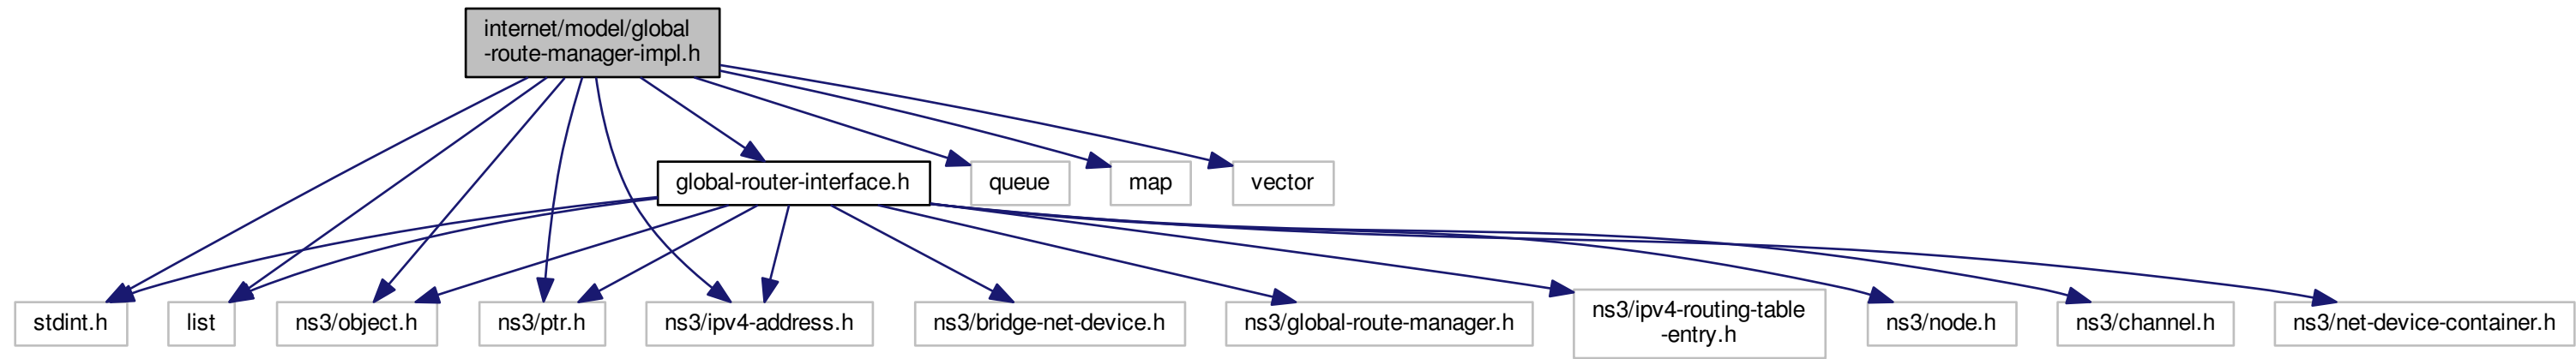 internet/model/global
-route-manager-impl.h
global-router-interface.h
queue
map
vector
stdint.h
list
ns3/object.h
ns3/ptr.h
ns3/ipv4-address.h
ns3/bridge-net-device.h
ns3/global-route-manager.h
ns3/ipv4-routing-table
-entry.h
ns3/node.h
ns3/channel.h
ns3/net-device-container.h